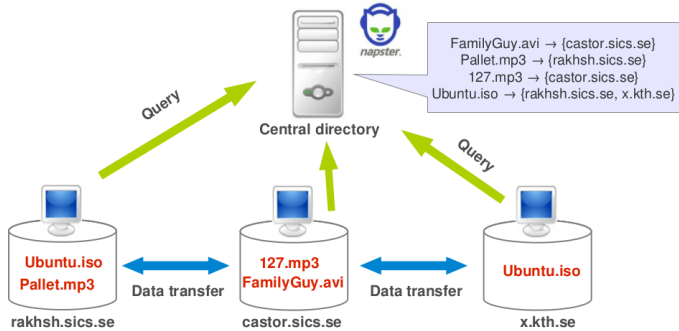 napster.
FamilyGuy.avi → {castor.sics.se}
Pallet.mp3 → {rakhsh.sics.se}
127.mp3 → {castor.sics.se}
Ubuntu.iso → {rakhsh.sics.se, x.kth.se}
Central directory
Query
Query
Ubuntu.iso
Pallet.mp3
127.mp3
FamilyGuy.avi
Ubuntu.iso
Data transfer
Data transfer
rakhsh.sics.se
castor.sics.se
x.kth.se